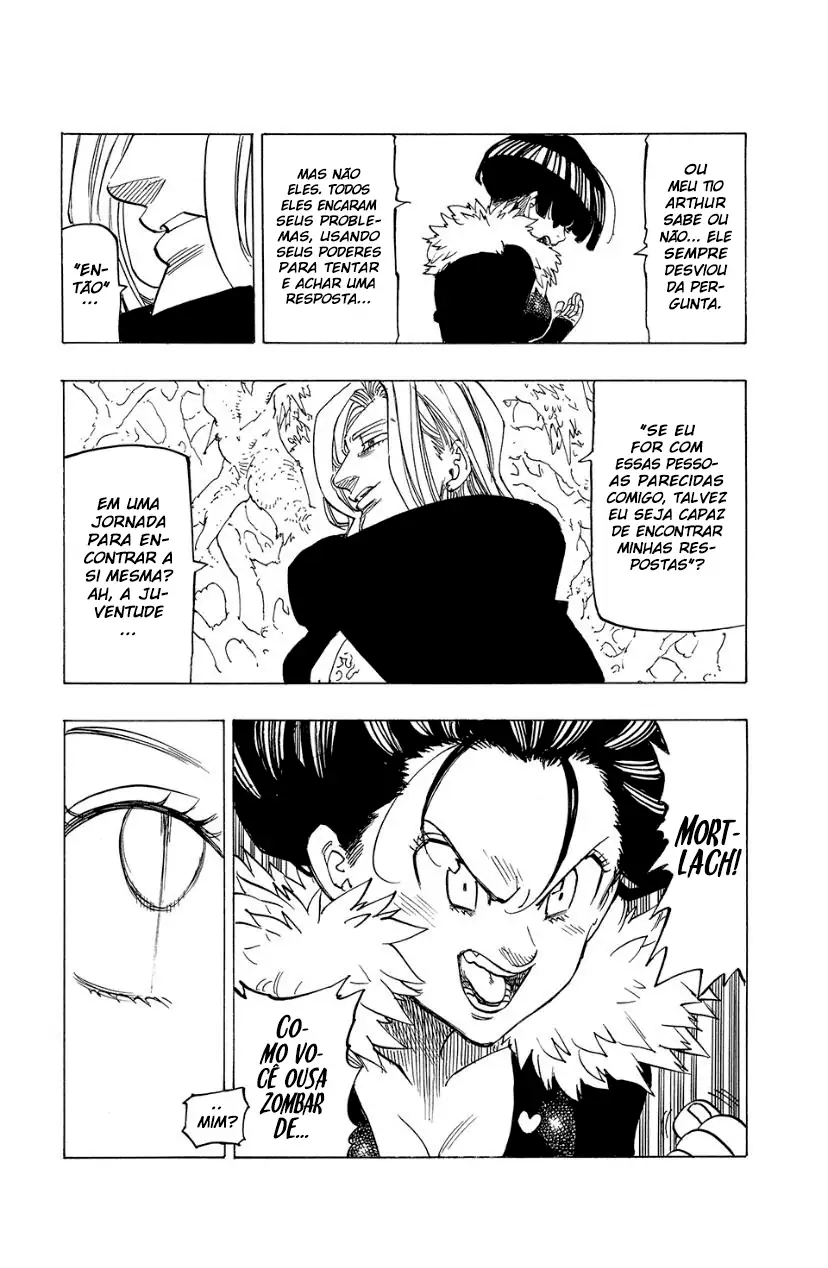 OU
MEU TIO
ARTHUR
SABE OU
NÃO... ELE
SEMPRE
DESVIOU
DA PER-
GUNTA.
MAS NÃO
ELES. TODOS
ELES ENCARAM
SEUS PROBLE-
MAS, USANDO
SEUS PODERES
PARA TENTAR
E ACHAR UMA
RESPOSTA...
"EN-
TÃO"
...
"SE EU
FOR COM
ESSAS PESSO-
AS PARECIDAS
COMIGO, TALVEZ
EU SEJA CAPAZ
DE ENCONTRAR
MINHAS RES-
POSTAS"?
EM UMA
JORNADA
PARA EN-
CONTRAR A
SI MESMA?
AH, A JU-
VENTUDE
...
MORT-
LACH!
CO-
MO VO-
CÊ OUSA
ZOMBAR
DE...
..
MIM?